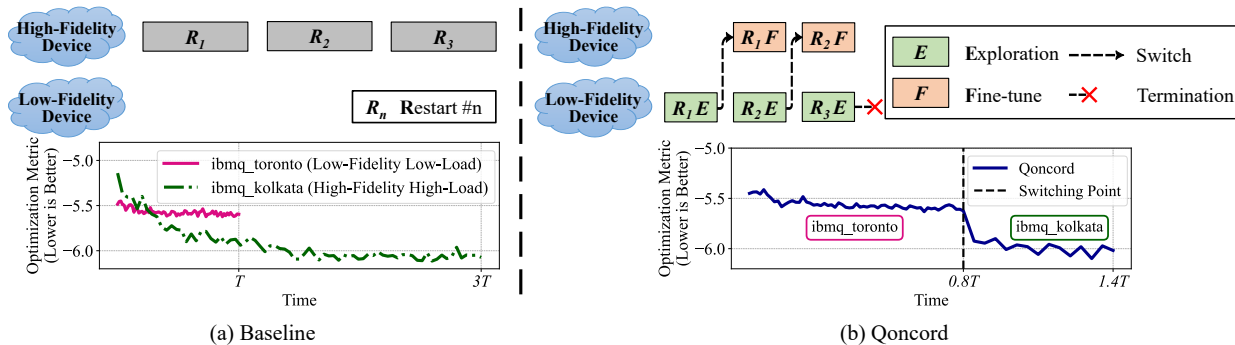 High-Fidelity
Device
R1
R2
R3
Low-Fidelity
Device
Rn Restart #n
Optimization Metric
(Lower is Better)
−5.0
−5.5
−6.0
ibmq_toronto (Low-Fidelity Low-Load)
ibmq_kolkata (High-Fidelity High-Load)
T
3T
Time
(a) Baseline
High-Fidelity
Device
R1 F
R2 F
Low-Fidelity
Device
R1 E
R2 E
R3 E
E Exploration
Switch
F Fine-tune
Termination
Optimization Metric
(Lower is Better)
−5.0
−5.5
−6.0
Qoncord
Switching Point
ibmq_toronto
ibmq_kolkata
0.8T
1.4T
Time
(b) Qoncord